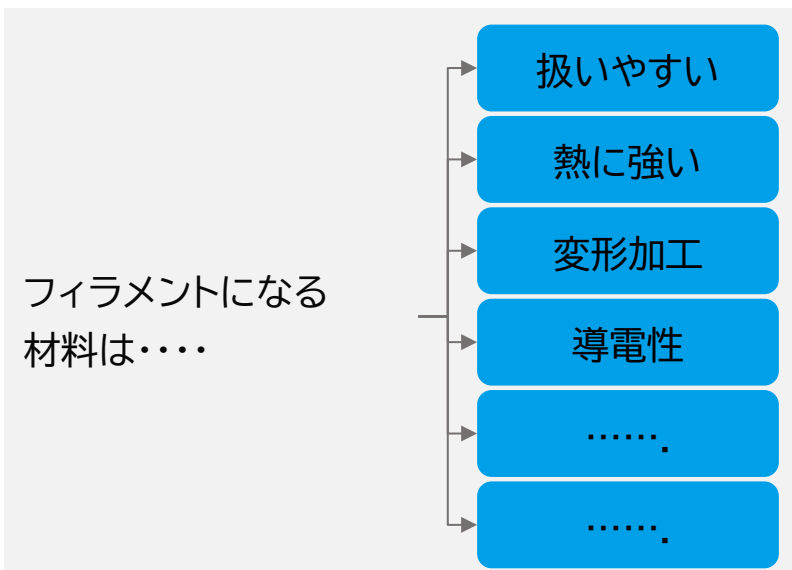 扱いやすい
熱に強い
変形加工
フィラメントになる
材料は・・・・
導電性
…….
…….